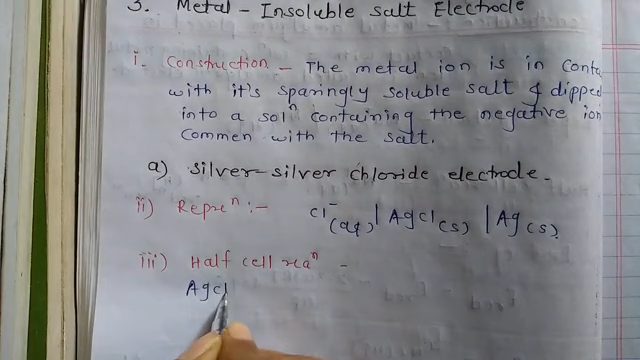 3. Metal - Insoluble salt Electrode
i. Construction - The metal ion is in conta
with it's sparingly soluble salt & dipped
into a solⁿ containing the negative ion
commen with the salt.
a) silver-silver chloride electrode.
ii) Repreⁿ :- Cl⁻(aq) | AgCl(s) | Ag(s).
iii) Half cell reaⁿ -
AgCl